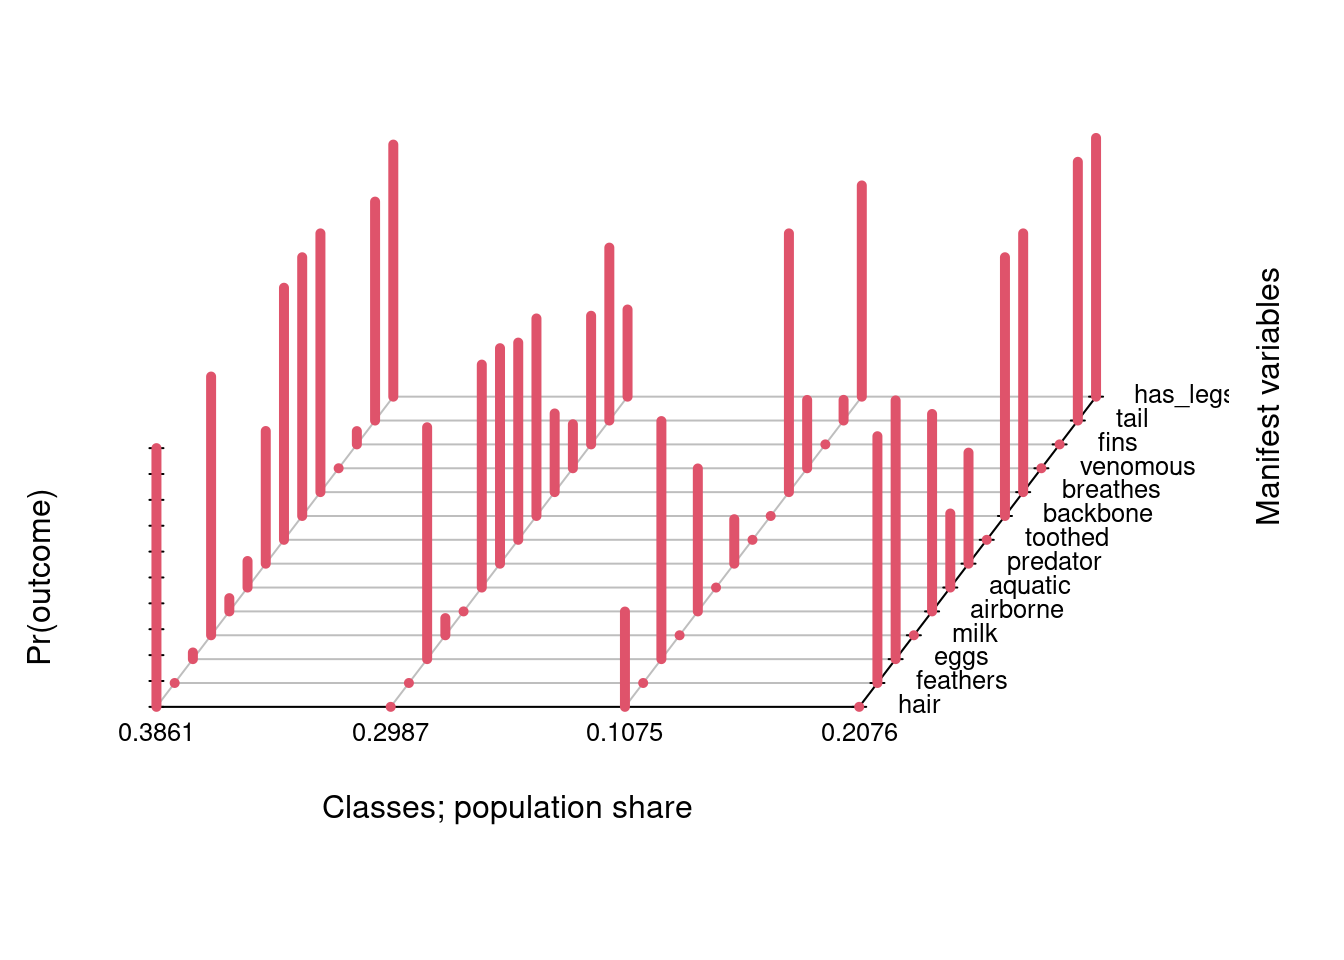 has_legs
tail
fins
venomous
breathes
backbone
toothed
predator
aquatic
airborne
milk
eggs
feathers
hair
Manifest variables
Pr(outcome)
0.3861 0.2987 0.1075 0.2076
Classes; population share